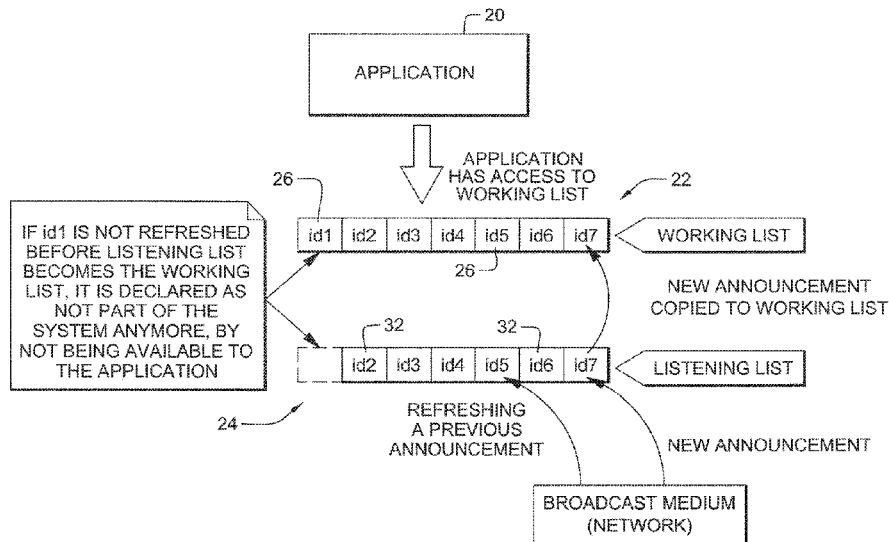 20
APPLICATION
APPLICATION
HAS ACCESS TO
WORKING LIST
22
26
IF id1 IS NOT REFRESHED
BEFORE LISTENING LIST
BECOMES THE WORKING
LIST, IT IS DECLARED AS
NOT PART OF THE
SYSTEM ANYMORE, BY
NOT BEING AVAILABLE TO
THE APPLICATION
id1 id2 id3 id4 id5 id6 id7
WORKING LIST
26
NEW ANNOUNCEMENT
COPIED TO WORKING LIST
32
32
id2 id3 id4 id5 id6 id7
LISTENING LIST
24
REFRESHING
A PREVIOUS
ANNOUNCEMENT
NEW ANNOUNCEMENT
BROADCAST MEDIUM
(NETWORK)